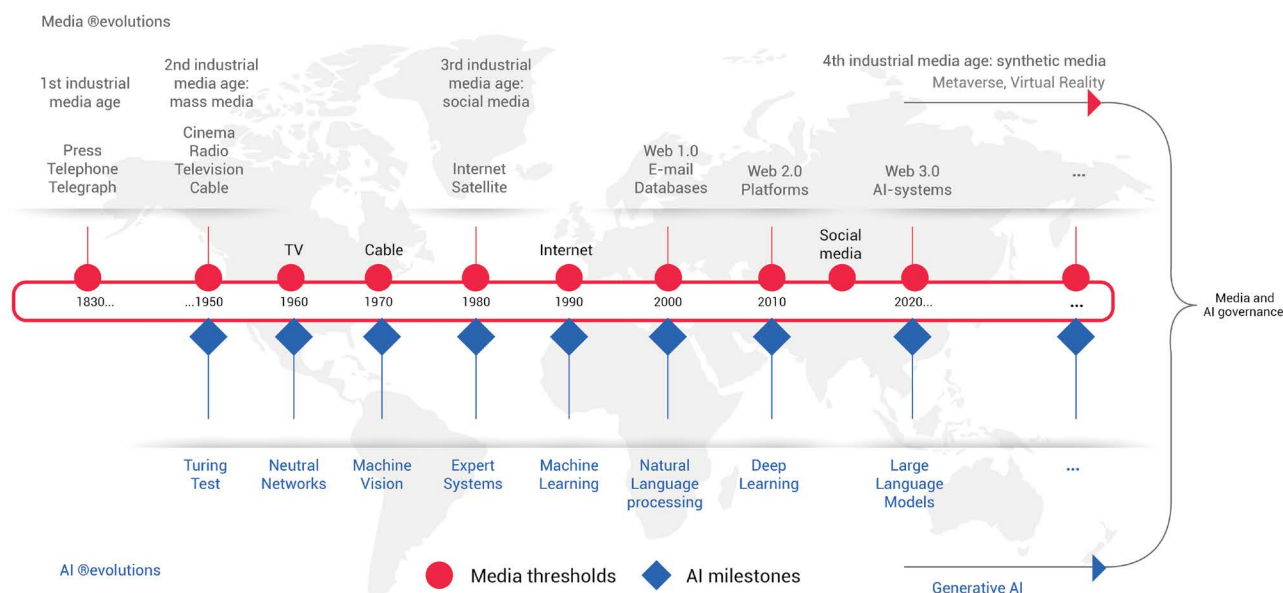 Media ®evolutions
1st industrial
media age
2nd industrial
media age:
mass media
3rd industrial
media age:
social media
4th industrial media age: synthetic media
Metaverse, Virtual Reality
Press
Telephone
Telegraph
Cinema
Radio
Television
Cable
Internet
Satellite
Web 1.0
E-mail
Databases
Web 2.0
Platforms
Web 3.0
AI-systems
...
TV
Cable
Internet
Social
media
1830...
...1950
1960
1970
1980
1990
2000
2010
2020...
...
Media and
AI governance
Turing
Test
Neutral
Networks
Machine
Vision
Expert
Systems
Machine
Learning
Natural
Language
processing
Deep
Learning
Large
Language
Models
...
AI ®evolutions
Media thresholds
AI milestones
Generative AI